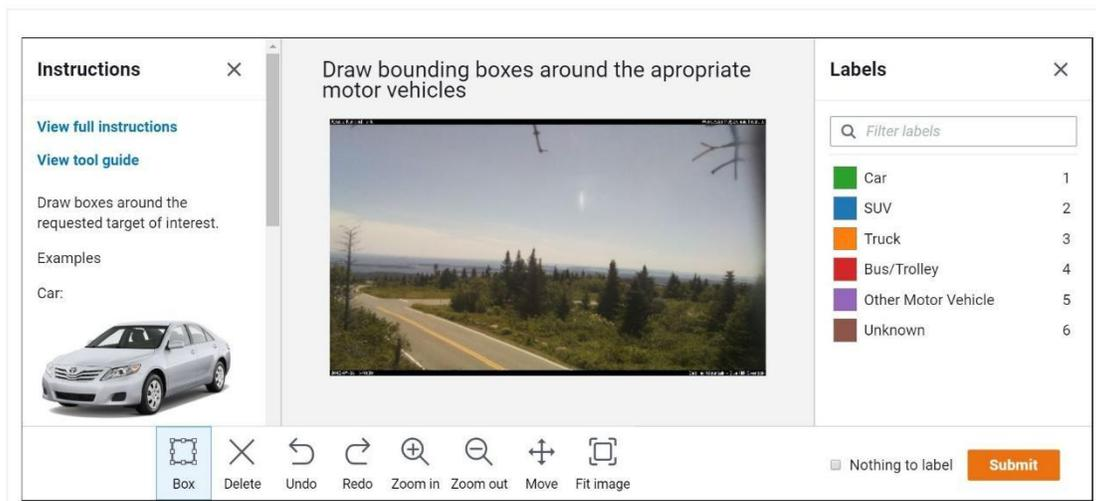 Instructions
View full instructions
View tool guide
Draw boxes around the
requested target of interest.
Examples
Car:
Draw bounding boxes around the apropriate
motor vehicles
Labels
Filter labels
Car 1
SUV 2
Truck 3
Bus/Trolley 4
Other Motor Vehicle 5
Unknown 6
Box
Delete
Undo
Redo
Zoom in
Zoom out
Move
Fit image
Nothing to label
Submit